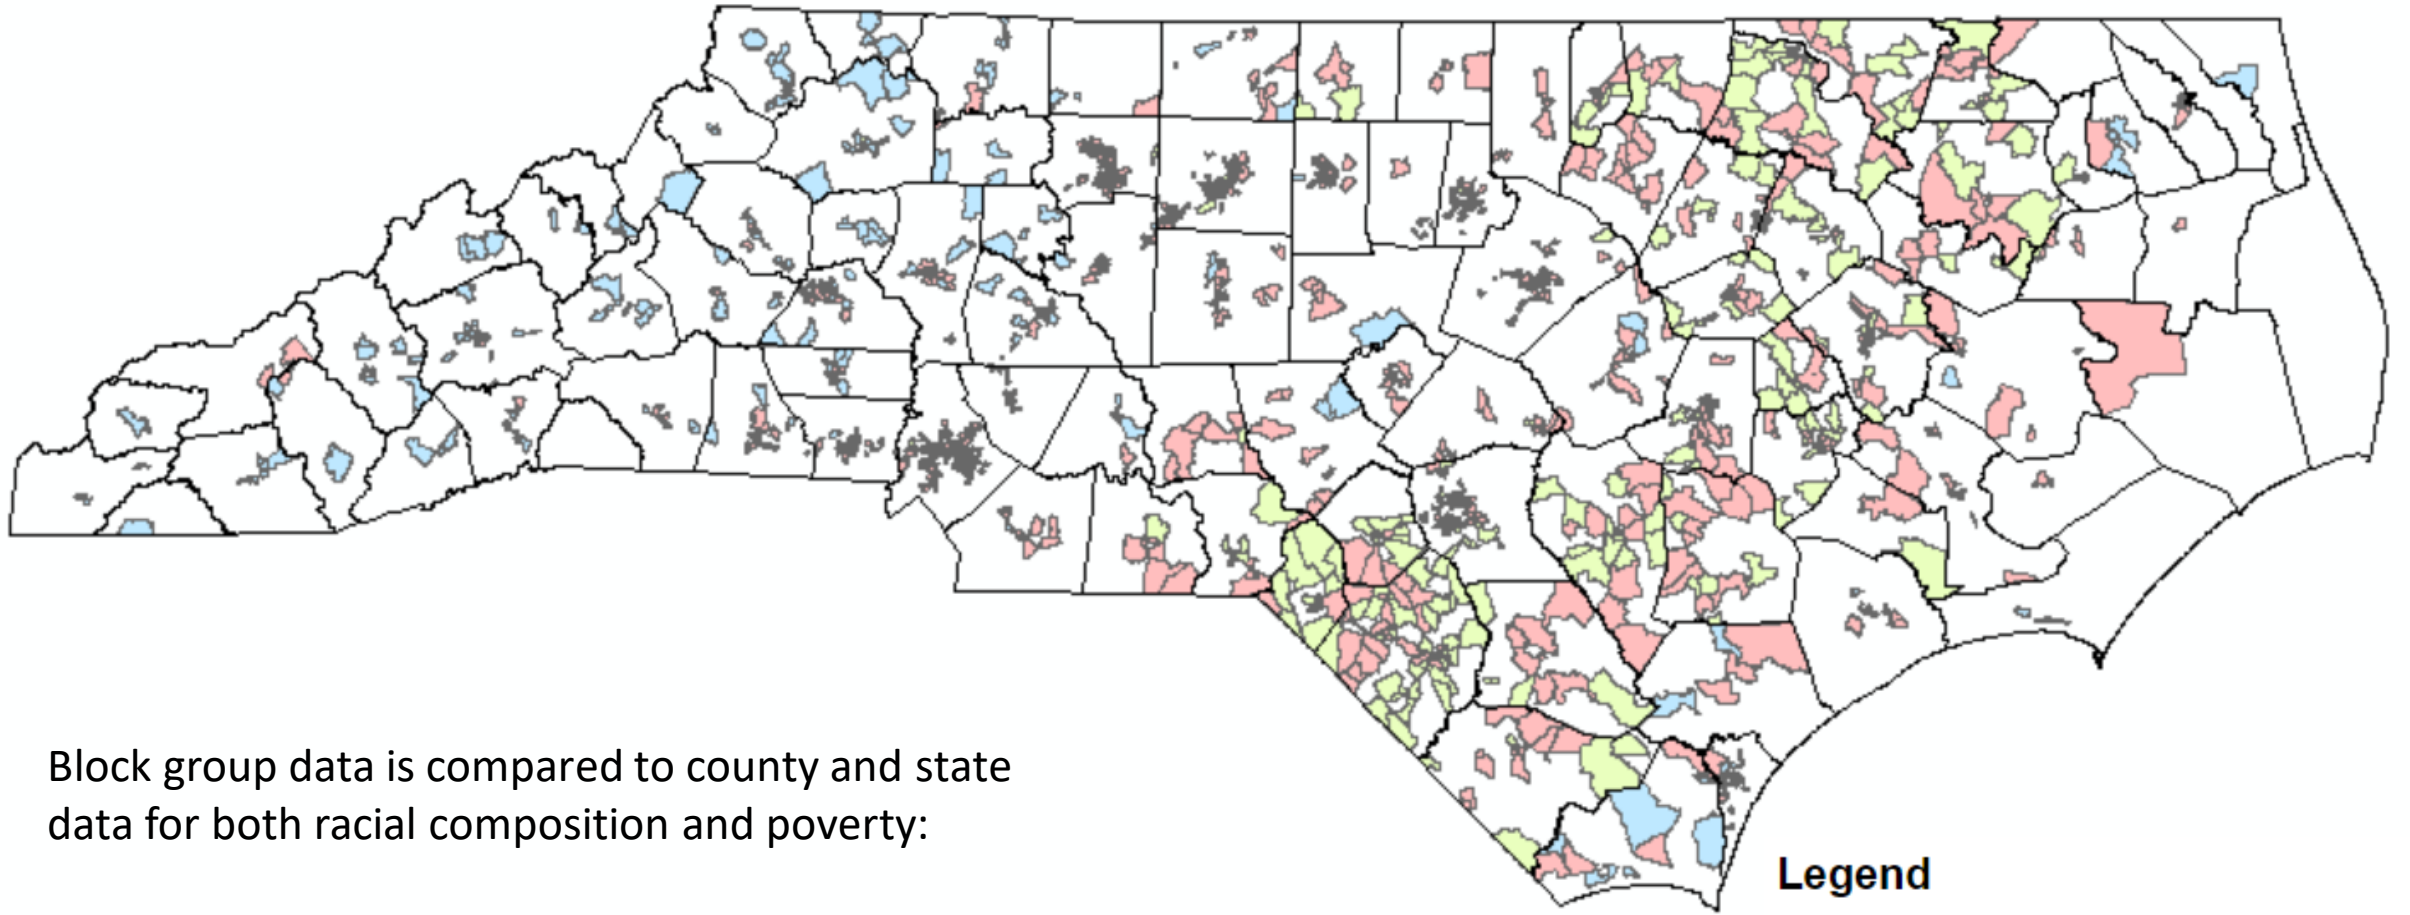 Block group data is compared to county and state
data for both racial composition and poverty:
Legend